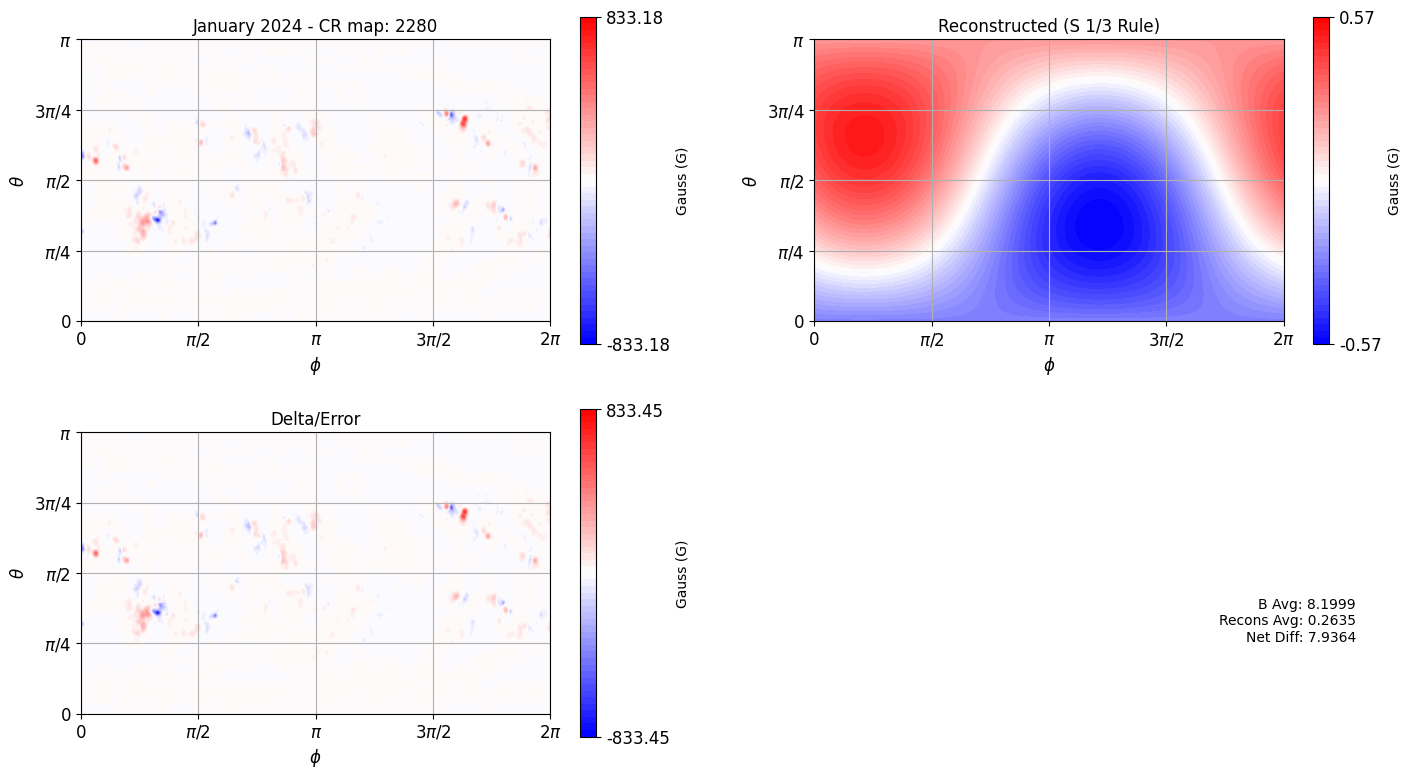 January 2024 - CR map: 2280
π
3π/4
π/2
π/4
0
θ
0
π/2
π
3π/2
2π
ϕ
833.18
-833.18
Gauss (G)
Reconstructed (S 1/3 Rule)
π
3π/4
π/2
π/4
0
θ
0
π/2
π
3π/2
2π
ϕ
0.57
-0.57
Gauss (G)
Delta/Error
π
3π/4
π/2
π/4
0
θ
0
π/2
π
3π/2
2π
ϕ
833.45
-833.45
Gauss (G)
B Avg: 8.1999
Recons Avg: 0.2635
Net Diff: 7.9364